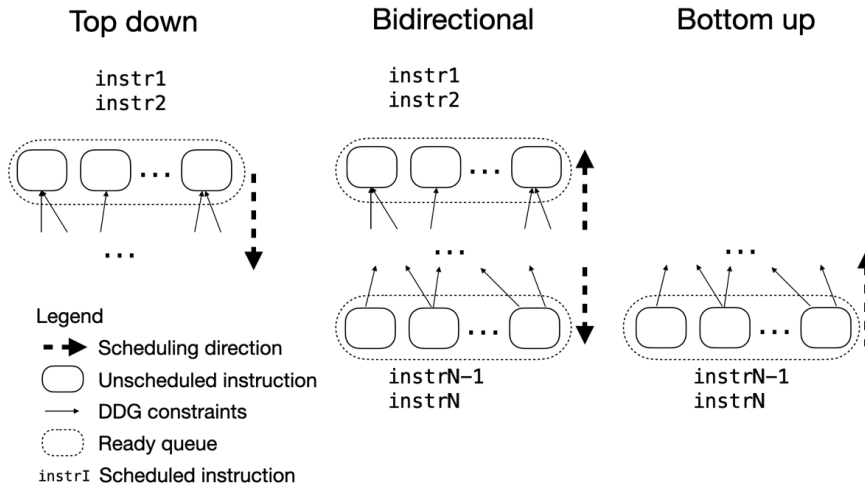 Top down
Bidirectional
Bottom up
instr1
instr2
instr1
instr2
...
...
...
...
...
...
...
Legend
Scheduling direction
Unscheduled instruction
DDG constraints
Ready queue
instrI Scheduled instruction
instrN-1
instrN
instrN-1
instrN